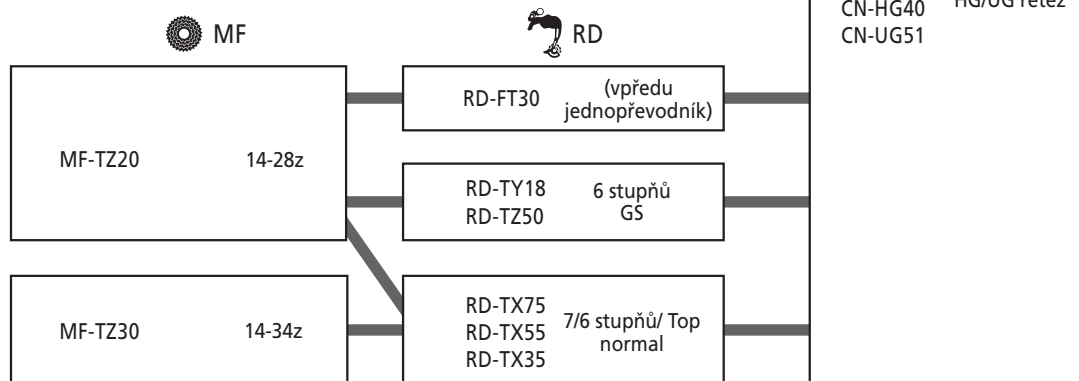 CN-HG40
CN-UG51
MF
RD
MF-TZ20 14-28z
RD-FT30 (vpředu
jednopřevodník)
RD-TY18 6 stupňů
RD-TZ50 GS
MF-TZ30 14-34z
RD-TX75
RD-TX55
RD-TX35
7/6 stupňů/ Top
normal